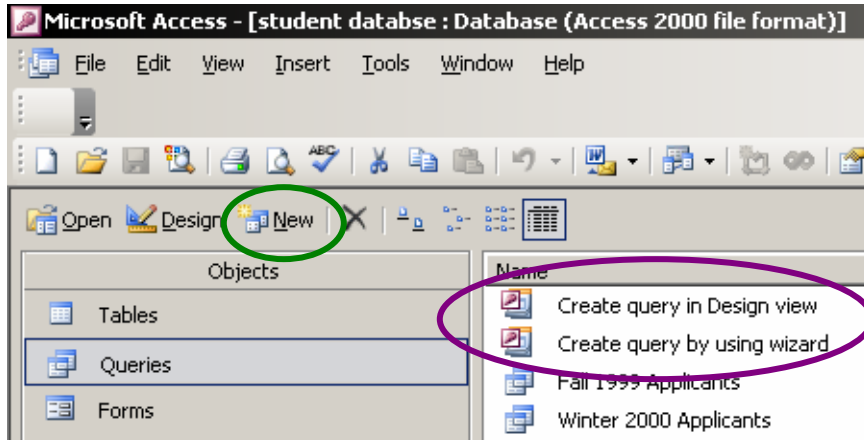 Microsoft Access - [student databse : Database (Access 2000 file format)]
File Edit View Insert Tools Window Help
ABC
Open Design New
Objects Name
Tables
Queries
Forms
Create query in Design view
Create query by using wizard
Fall 1999 Applicants
Winter 2000 Applicants